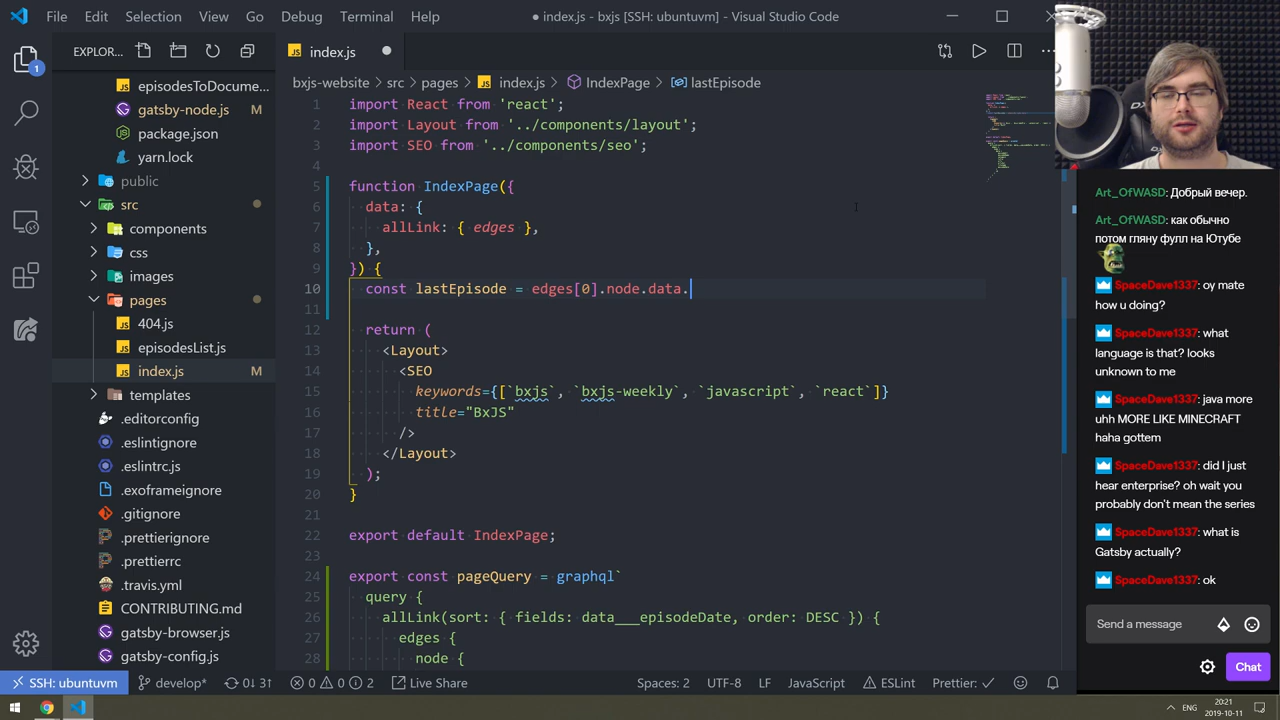 File Edit Selection View Go Debug Terminal Help
● index.js - bxjs [SSH: ubuntuvm] - Visual Studio Code
EXPLOR...
1
episodesToDocume...
gatsby-node.js M
package.json
yarn.lock
public
src
components
css
images
pages
404.js
episodesList.js
index.js M
templates
.editorconfig
.eslintignore
.eslintrc.js
.exoframeignore
.gitignore
.prettierignore
.prettierrc
.travis.yml
CONTRIBUTING.md
gatsby-browser.js
gatsby-config.js
index.js
bxjs-website › src › pages › index.js › IndexPage › lastEpisode
1 import React from 'react';
2 import Layout from '../components/layout';
3 import SEO from '../components/seo';
4
5 function IndexPage({
6 data: {
7 allLink: { edges },
8 },
9 }) {
10 const lastEpisode = edges[0].node.data.
11
12 return (
13 <Layout>
14 <SEO
15 keywords={[`bxjs`, `bxjs-weekly`, `javascript`, `react`]}
16 title="BxJS"
17 />
18 </Layout>
19 );
20 }
21
22 export default IndexPage;
23
24 export const pageQuery = graphql`
25 query {
26 allLink(sort: { fields: data___episodeDate, order: DESC }) {
27 edges {
28 node {
Art_OfWASD: Добрый вечер.
Art_OfWASD: как обычно
потом гляну фулл на Ютубе
SpaceDave1337: oy mate
how u doing?
SpaceDave1337: what
language is that? looks
unknown to me
SpaceDave1337: java more
uhh MORE LIKE MINECRAFT
haha gottem
SpaceDave1337: did I just
hear enterprise? oh wait you
probably don't mean the series
SpaceDave1337: what is
Gatsby actually?
SpaceDave1337: ok
Send a message
Chat
SSH: ubuntuvm develop* 0↓ 3↑ 0 0 2 Live Share Spaces: 2 UTF-8 LF JavaScript ESLint Prettier: ✓
ENG
20:21
2019-10-11